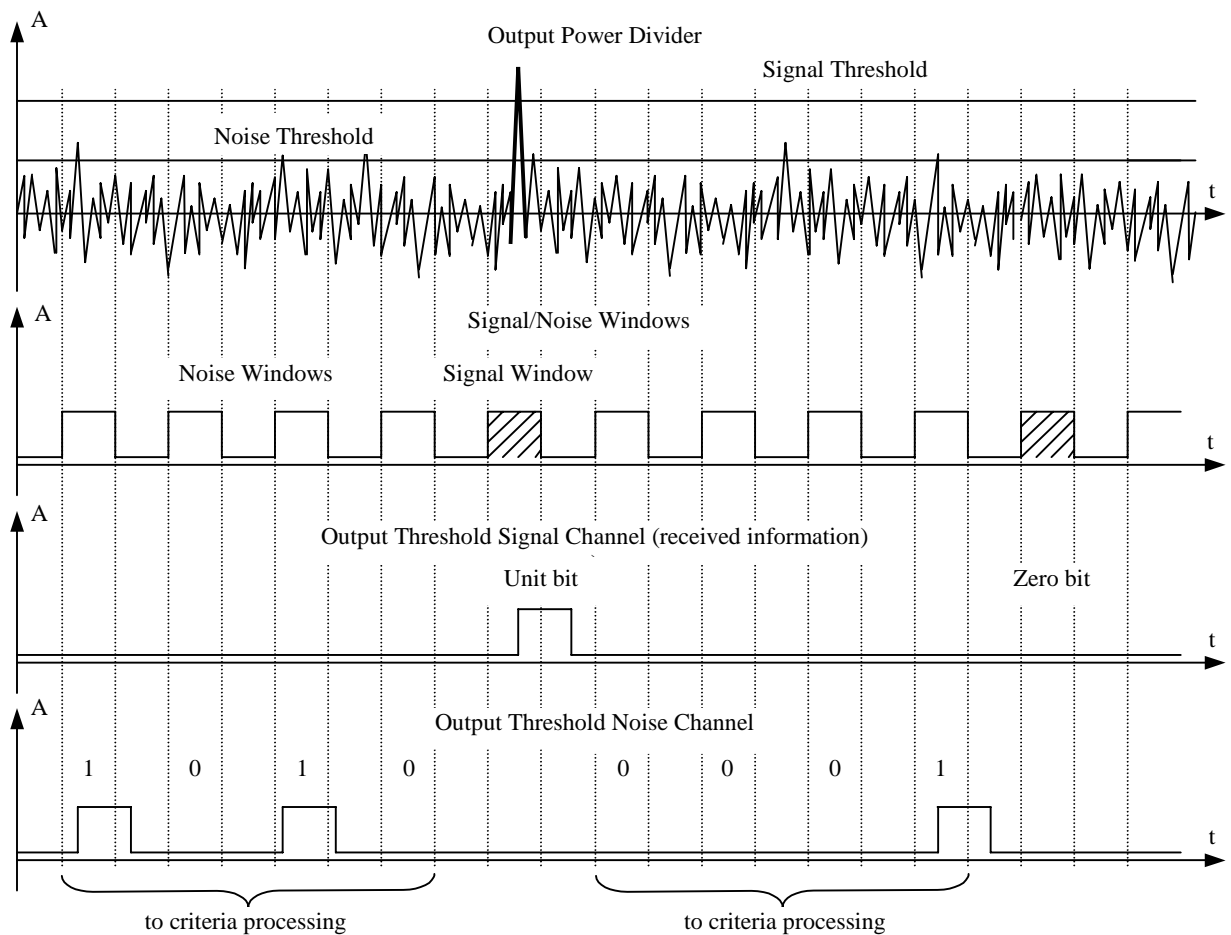 A
Output Power Divider
Signal Threshold
Noise Threshold
t
A
Signal/Noise Windows
Noise Windows Signal Window
t
A
Output Threshold Signal Channel (received information)
Unit bit Zero bit
t
A
Output Threshold Noise Channel
1 0 1 0 0 0 0 1
t
to criteria processing to criteria processing